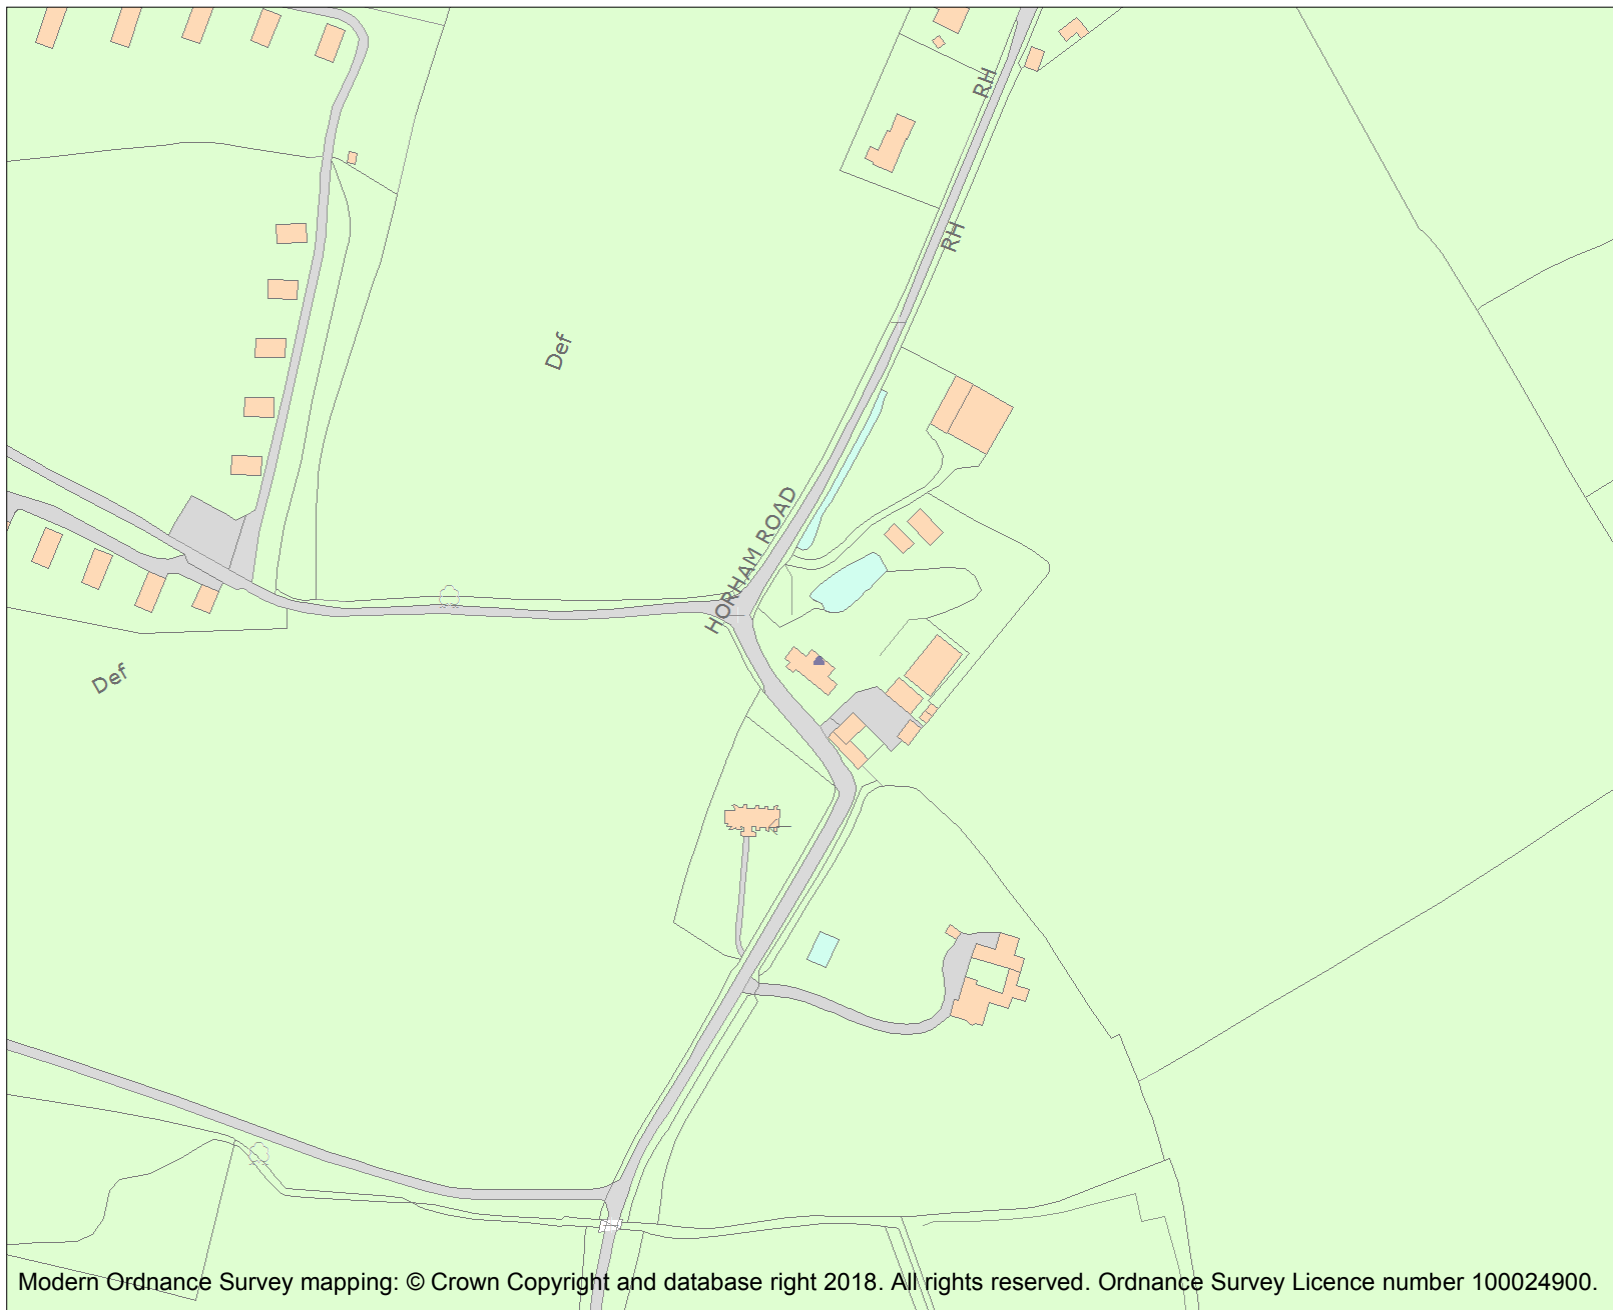 RH
RH
Def
HORHAM ROAD
Def
Modern Ordnance Survey mapping: © Crown Copyright and database right 2018. All rights reserved. Ordnance Survey Licence number 100024900.